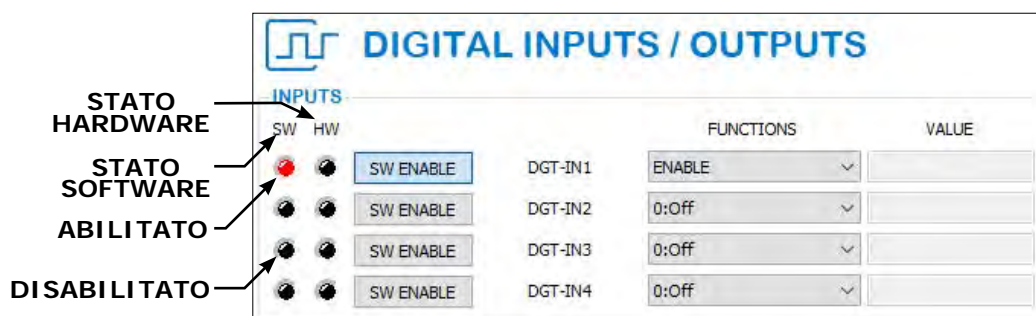 DIGITAL INPUTS / OUTPUTS
INPUTS
STATO
HARDWARE
SW HW FUNCTIONS VALUE
STATO
SOFTWARE
SW ENABLE DGT-IN1 ENABLE
ABILITATO
SW ENABLE DGT-IN2 0:Off
SW ENABLE DGT-IN3 0:Off
DISABILITATO
SW ENABLE DGT-IN4 0:Off